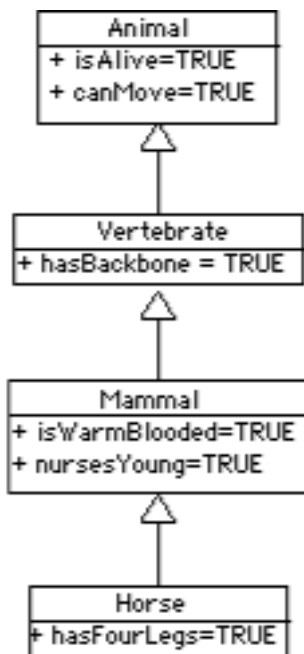 Animal
+ isAlive=TRUE
+ canMove=TRUE
Vertebrate
+ hasBackbone = TRUE
Mammal
+ isWarmBlooded=TRUE
+ nursesYoung=TRUE
Horse
+ hasFourLegs=TRUE